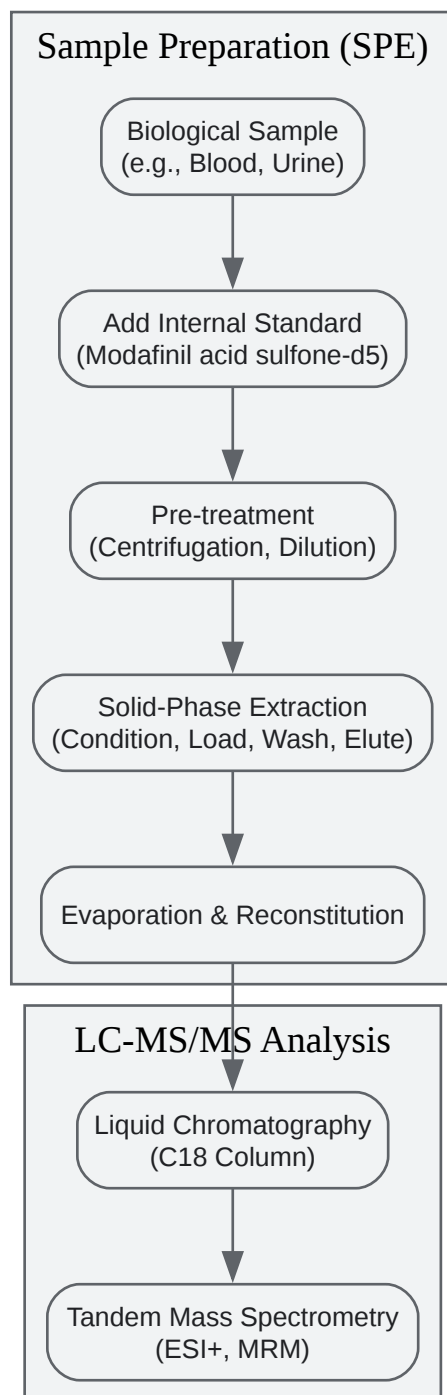 Sample Preparation (SPE)
Biological Sample
(e.g., Blood, Urine)
Add Internal Standard
(Modafinil acid sulfone-d5)
Pre-treatment
(Centrifugation, Dilution)
Solid-Phase Extraction
(Condition, Load, Wash, Elute)
Evaporation & Reconstitution
LC-MS/MS Analysis
Liquid Chromatography
(C18 Column)
Tandem Mass Spectrometry
(ESI+, MRM)